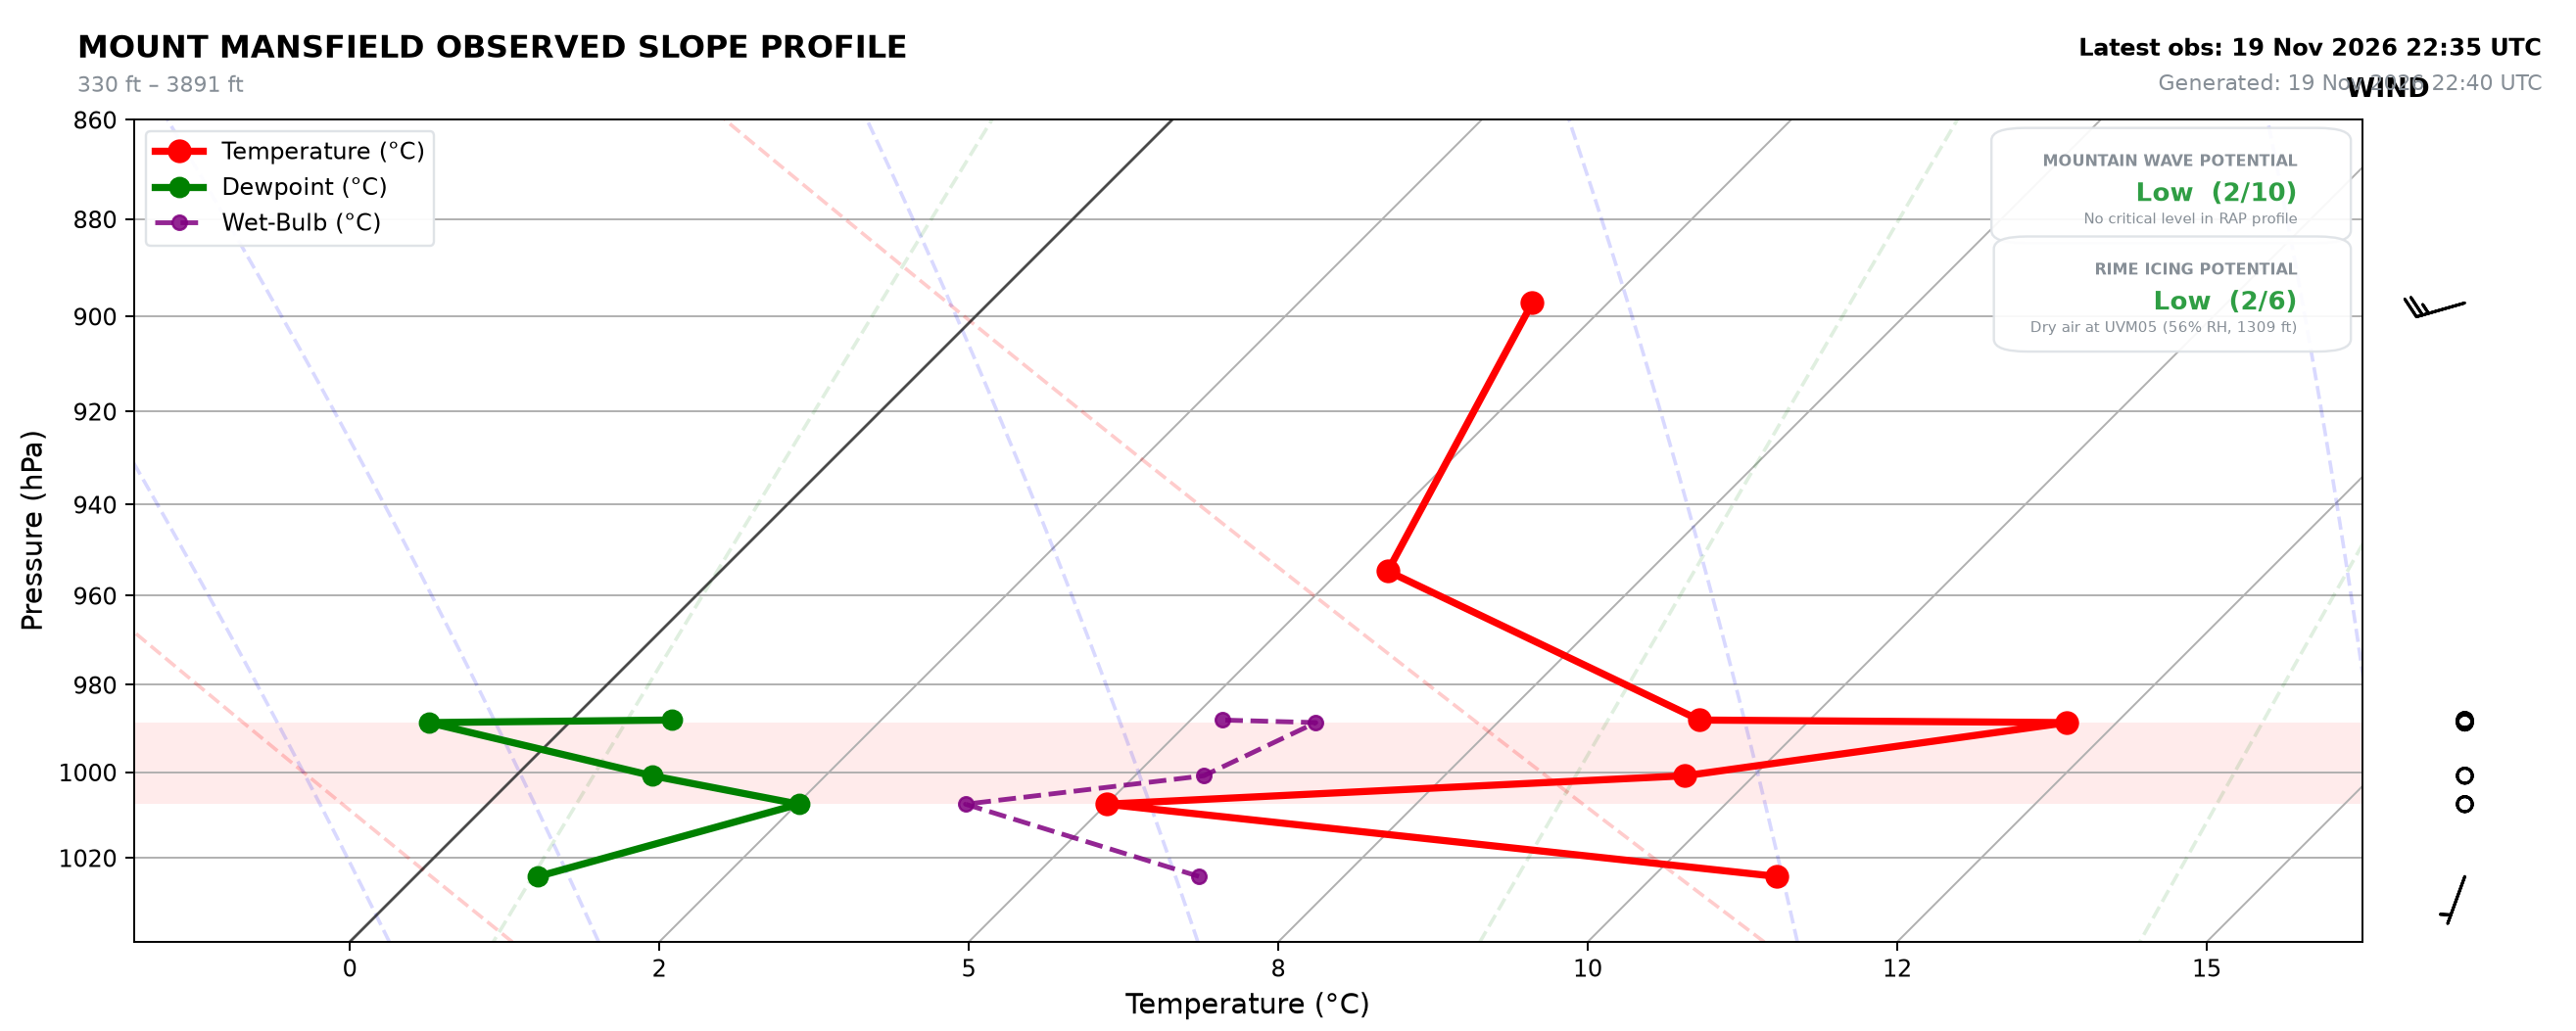 MOUNT MANSFIELD OBSERVED SLOPE PROFILE
330 ft – 3891 ft
Latest obs: 19 Nov 2026 22:35 UTC
Generated: 19 Nov 2026 22:40 UTC
WIND
Temperature (°C)
Dewpoint (°C)
Wet-Bulb (°C)
MOUNTAIN WAVE POTENTIAL
Low (2/10)
No critical level in RAP profile
RIME ICING POTENTIAL
Low (2/6)
Dry air at UVM05 (56% RH, 1309 ft)
Pressure (hPa)
860
880
900
920
940
960
980
1000
1020
0 2 5 8 10 12 15
Temperature (°C)